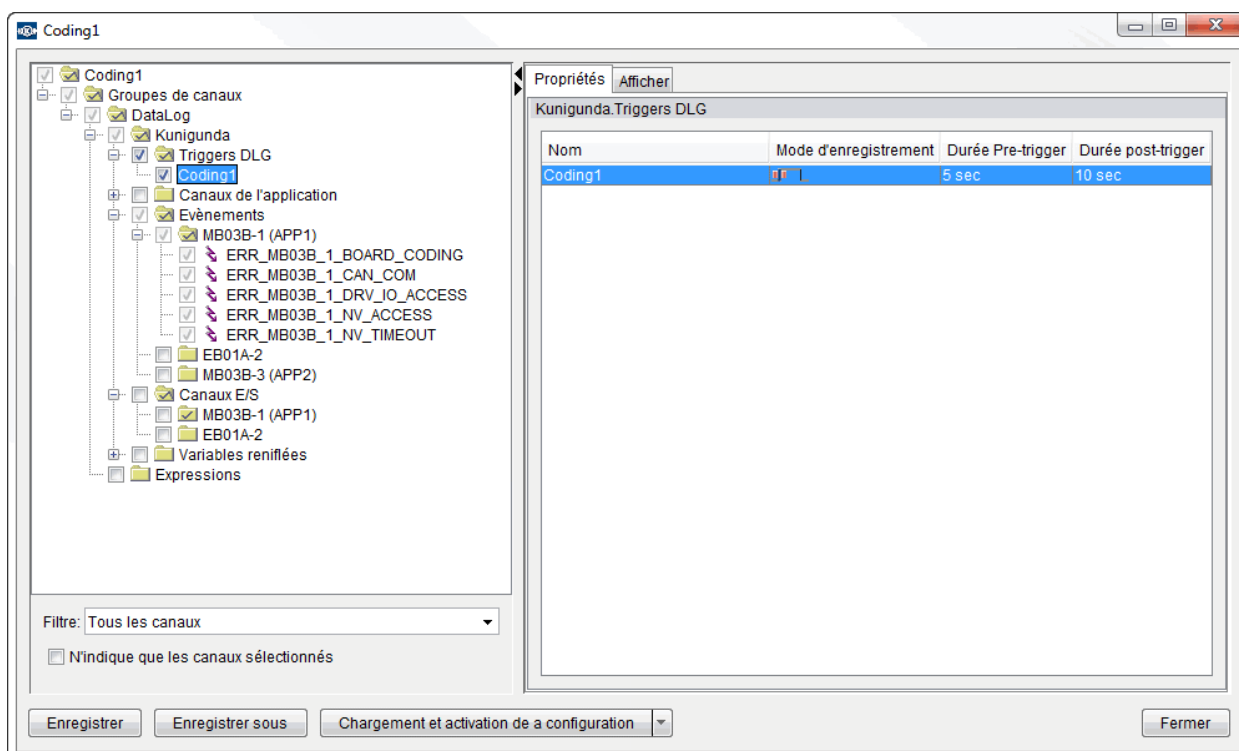 Coding1
Coding1
Groupes de canaux
DataLog
Kunigunda
Triggers DLG
Coding1
Canaux de l'application
Evènements
MB03B-1 (APP1)
ERR_MB03B_1_BOARD_CODING
ERR_MB03B_1_CAN_COM
ERR_MB03B_1_DRV_IO_ACCESS
ERR_MB03B_1_NV_ACCESS
ERR_MB03B_1_NV_TIMEOUT
EB01A-2
MB03B-3 (APP2)
Canaux E/S
MB03B-1 (APP1)
EB01A-2
Variables reniflées
Expressions
Filtre: Tous les canaux
N'indique que les canaux sélectionnés
Propriétés Afficher
Kunigunda.Triggers DLG
Nom Mode d'enregistrement Durée Pre-trigger Durée post-trigger
Coding1 5 sec 10 sec
Enregistrer Enregistrer sous Chargement et activation de a configuration Fermer